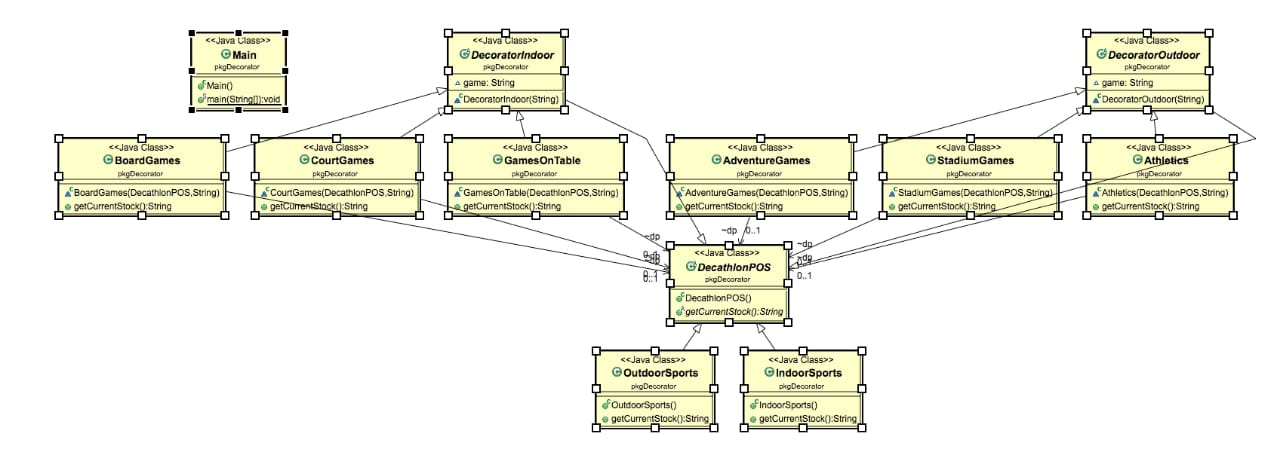 <<Java Class>>
Main
pkgDecorator
Main()
main(String[]):void
<<Java Class>>
DecoratorIndoor
pkgDecorator
game: String
DecoratorIndoor(String)
<<Java Class>>
DecoratorOutdoor
pkgDecorator
game: String
DecoratorOutdoor(String)
<<Java Class>>
BoardGames
pkgDecorator
BoardGames(DecathlonPOS,String)
getCurrentStock():String
<<Java Class>>
CourtGames
pkgDecorator
CourtGames(DecathlonPOS,String)
getCurrentStock():String
<<Java Class>>
GamesOnTable
pkgDecorator
GamesOnTable(DecathlonPOS,String)
getCurrentStock():String
<<Java Class>>
AdventureGames
pkgDecorator
AdventureGames(DecathlonPOS,String)
getCurrentStock():String
<<Java Class>>
StadiumGames
pkgDecorator
StadiumGames(DecathlonPOS,String)
getCurrentStock():String
<<Java Class>>
Athletics
pkgDecorator
Athletics(DecathlonPOS,String)
getCurrentStock():String
~dp
~dp
0..1
~dp
~dp
~dp
0..1
0..1
0..1
<<Java Class>>
DecathlonPOS
pkgDecorator
DecathlonPOS()
getCurrentStock():String
<<Java Class>>
OutdoorSports
pkgDecorator
OutdoorSports()
getCurrentStock():String
<<Java Class>>
IndoorSports
pkgDecorator
IndoorSports()
getCurrentStock():String